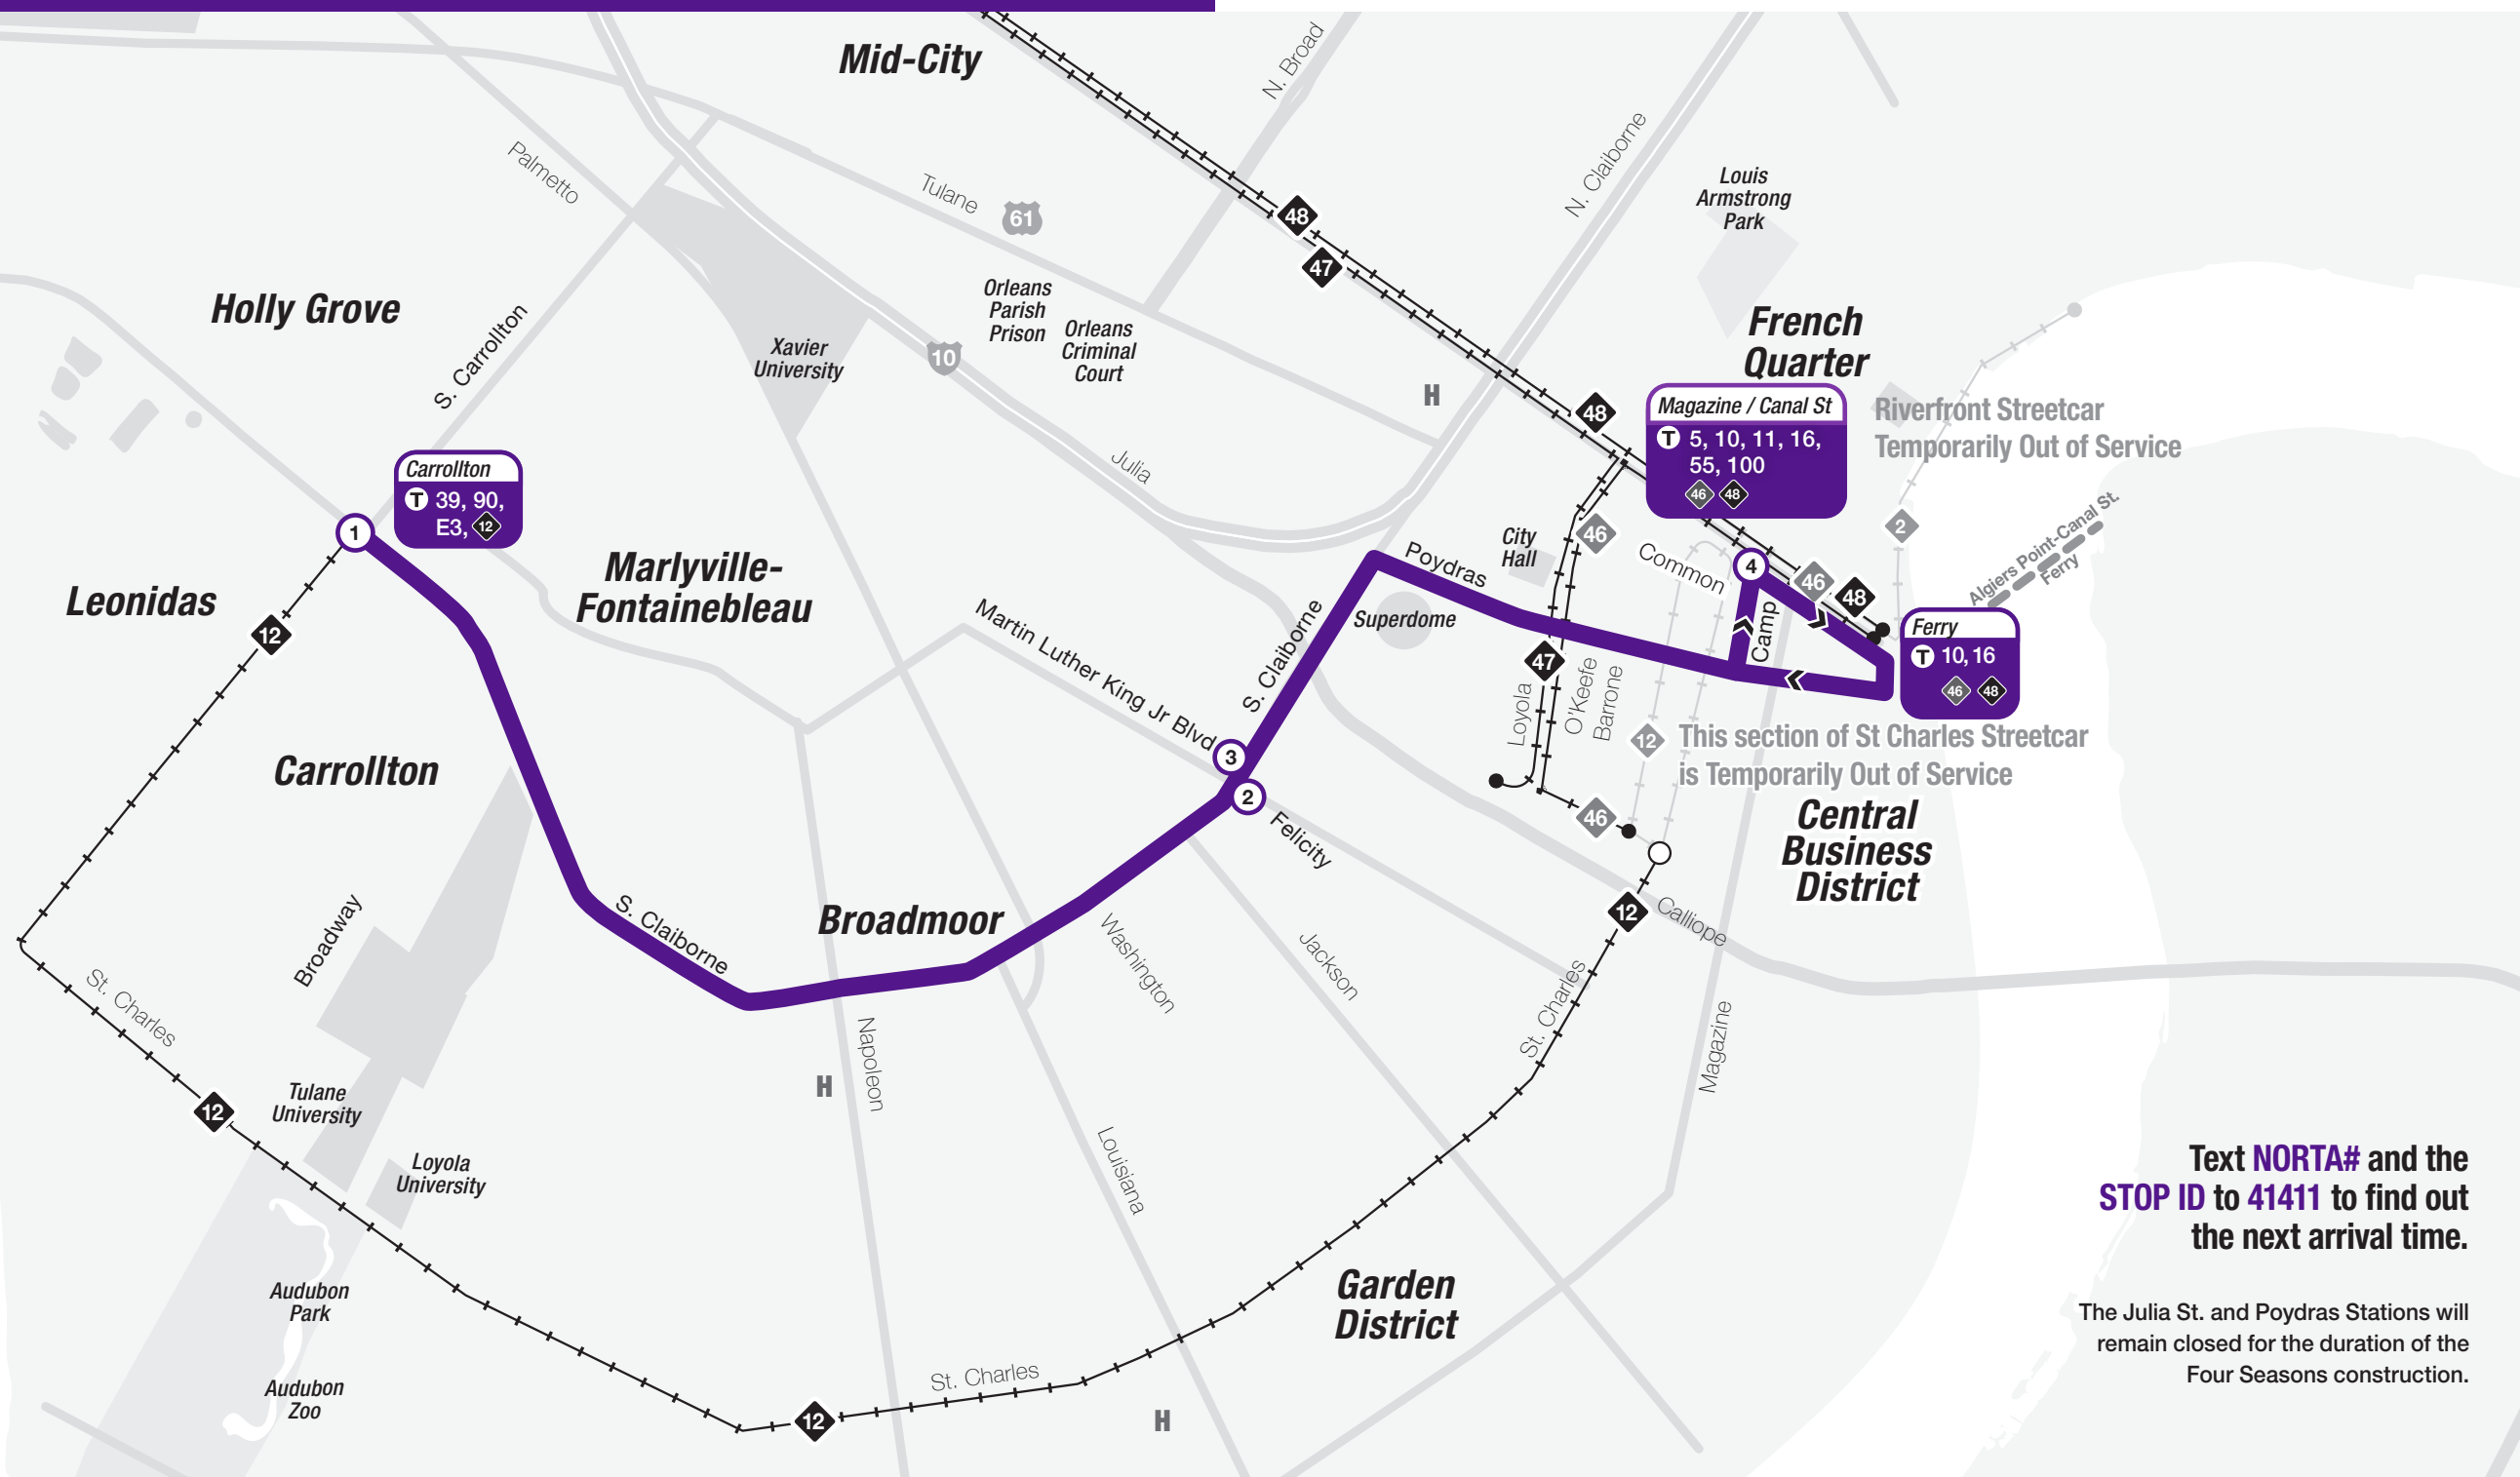 Mid-City
N. Broad
N. Claiborne
Palmetto
Tulane
61
48
47
Louis
Armstrong
Park
Holly Grove
S. Carrollton
Xavier
University
10
Orleans
Parish
Prison
Orleans
Criminal
Court
H
French
Quarter
48
Magazine / Canal St
T 5, 10, 11, 16,
55, 100
46 48
Riverfront Streetcar
Temporarily Out of Service
Julia
Carrollton
T 39, 90,
E3, 12
1
2
Algiers Point-Canal St.
Ferry
City
Hall
46
Common
4
46
48
Poydras
Camp
Leonidas
12
Marlyville-
Fontainebleau
Martin Luther King Jr Blvd
S. Claiborne
Superdome
47
Ferry
T 10, 16
46 48
Loyola
O'Keefe
Barrone
12
This section of St Charles Streetcar
is Temporarily Out of Service
3
2
Felicity
46
Carrollton
Central
Business
District
Broadway
S. Claiborne
Broadmoor
Washington
Jackson
12
Calliope
St. Charles
St. Charles
Magazine
Napoleon
H
12
Tulane
University
Loyola
University
Louisiana
Text NORTA# and the
STOP ID to 41411 to find out
the next arrival time.
Audubon
Park
Garden
District
The Julia St. and Poydras Stations will
remain closed for the duration of the
Four Seasons construction.
Audubon
Zoo
St. Charles
12
H